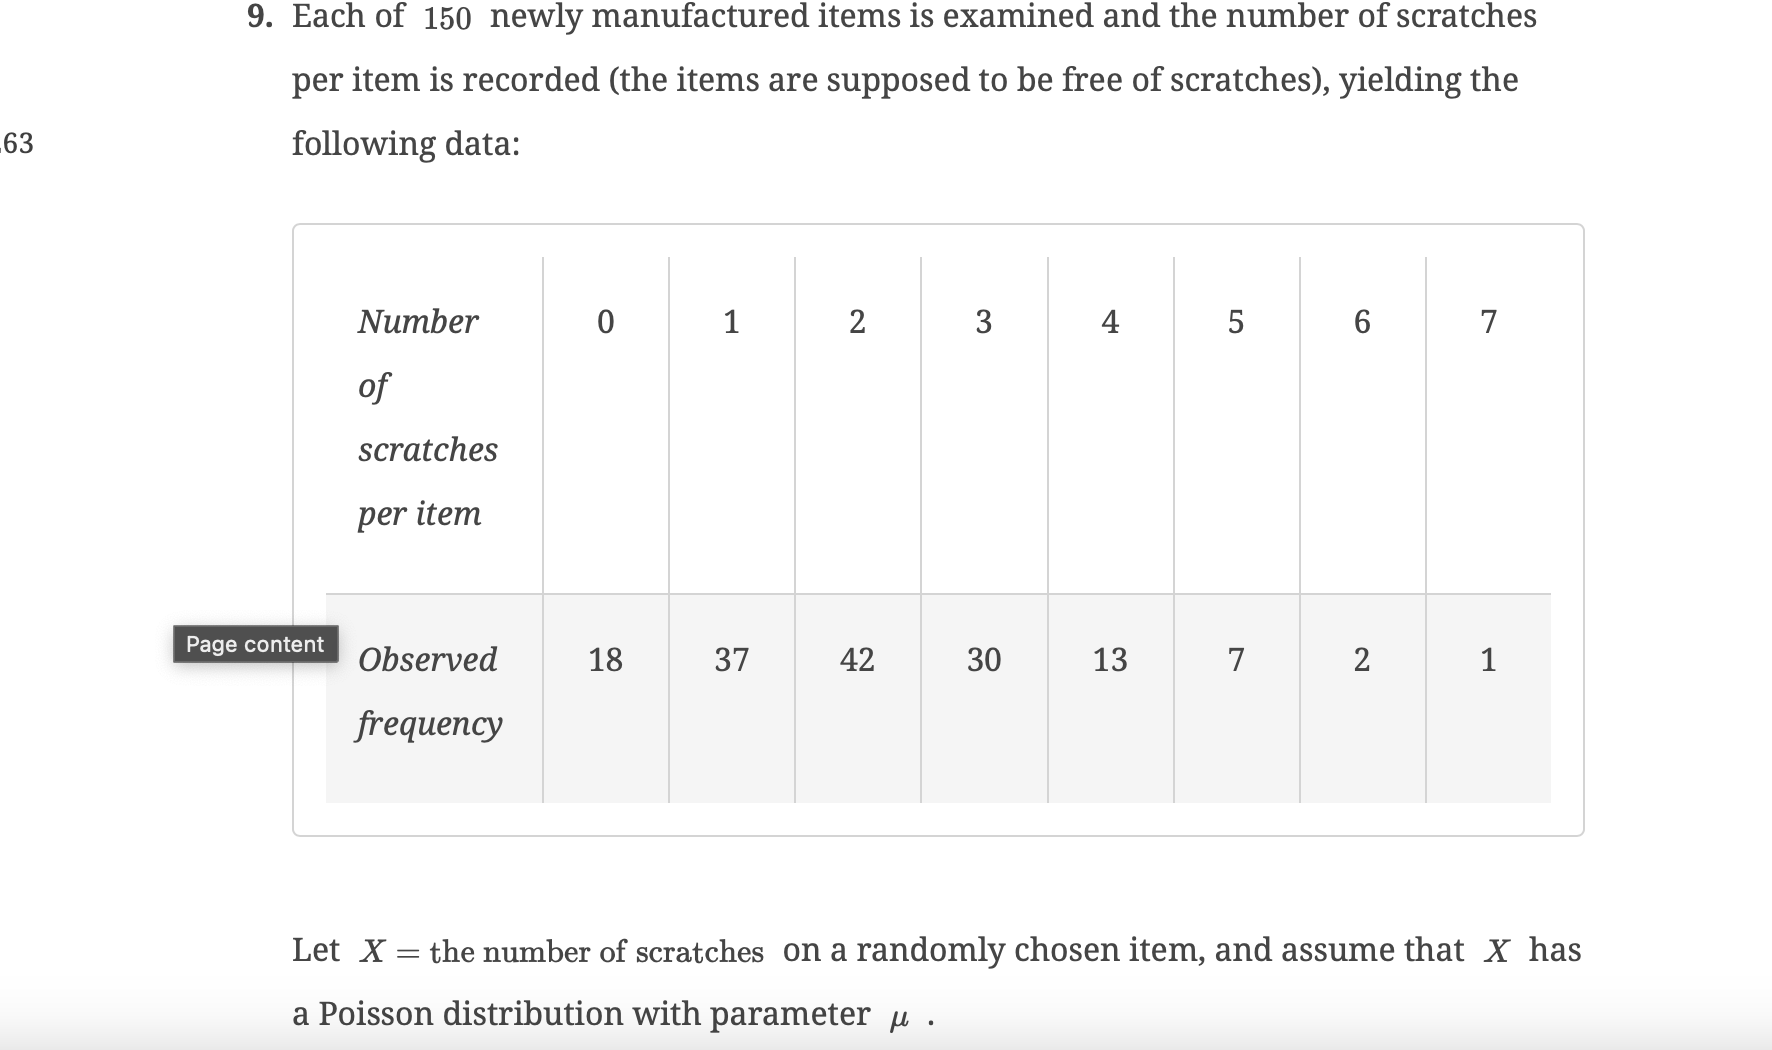 9. Each of 150 newly manufactured items is examined and the number of scratches
per item is recorded (the items are supposed to be free of scratches), yielding the
63
following data:
Number 0 1 2 3 4 5 6 7
of
scratches
per item
Page content
Observed 18 37 42 30 13 7 2 1
frequency
Let X = the number of scratches on a randomly chosen item, and assume that X has
a Poisson distribution with parameter μ .